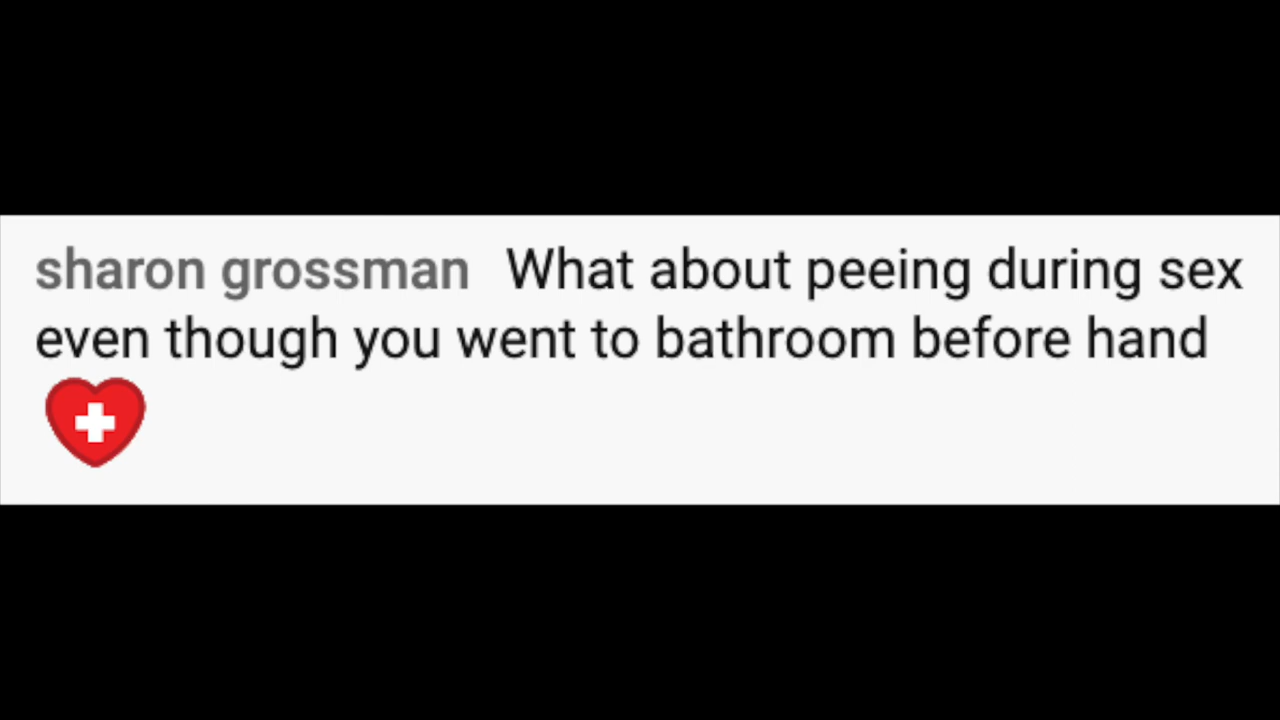 sharon grossman What about peeing during sex
even though you went to bathroom before hand